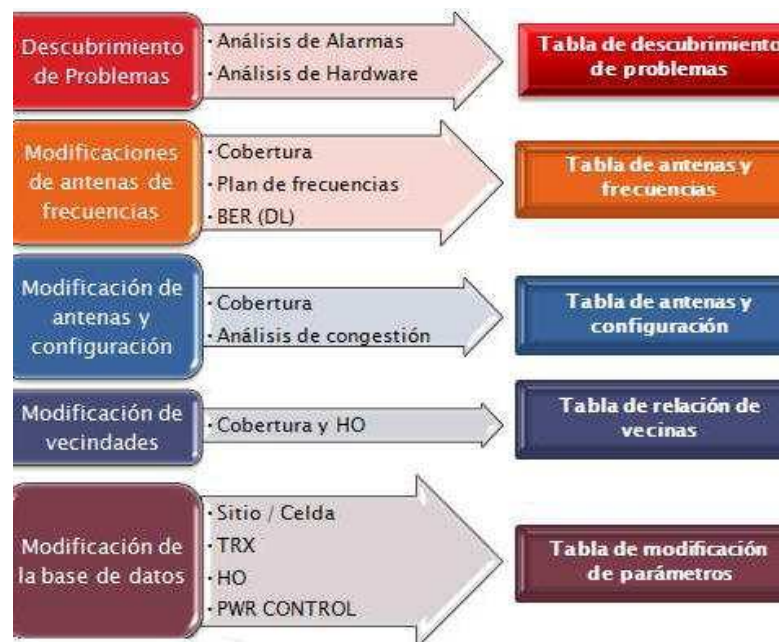 Descubrimiento
de Problemas
· Análisis de Alarmas
· Análisis de Hardware
Tabla de descubrimiento
de problemas
Modificaciones
de antenas de
frecuencias
· Cobertura
· Plan de frecuencias
· BER (DL)
Tabla de antenas y
frecuencias
Modificación de
antenas y
configuración
· Cobertura
· Análisis de congestión
Tabla de antenas y
configuración
Modificación de
vecindades
· Cobertura y HO
Tabla de relación de
vecinas
Modificación de
la base de datos
· Sitio / Celda
· TRX
· HO
· PWR CONTROL
Tabla de modificación
de parámetros